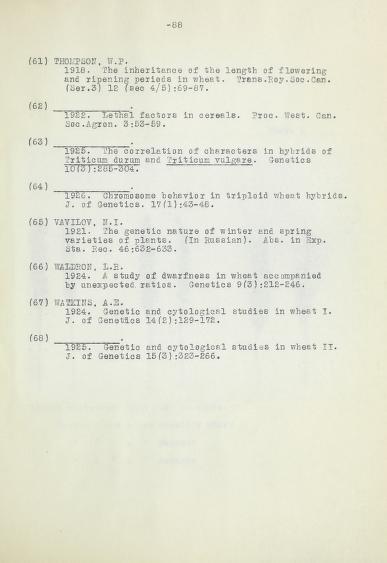 -88
(61) THOMPSON, W.P.
1918. The inheritance of the length of flowering
and ripening periods in wheat. Trans.Roy.Soc.Can.
(Ser.3) 12 (sec 4/5):69-87.
(62) ____________.
1922. Lethal factors in cereals. Proc. West. Can.
Soc.Agron. 3:53-59.
(63) ____________.
1925. The correlation of characters in hybrids of
Triticum durum and Triticum vulgare. Genetics
10(3):285-304.
(64) ____________.
1926. Chromosome behavior in triploid wheat hybrids.
J. of Genetics. 17(1):43-48.
(65) VAVILOV, N.I.
1921. The genetic nature of winter and spring
varieties of plants. (In Russian). Abs. in Exp.
Sta. Rec. 46:632-633.
(66) WALDRON, L.R.
1924. A study of dwarfness in wheat accompanied
by unexpected ratios. Genetics 9(3):212-246.
(67) WATKINS, A.E.
1924. Genetic and cytological studies in wheat I.
J. of Genetics 14(2):129-172.
(68) ____________.
1925. Genetic and cytological studies in wheat II.
J. of Genetics 15(3):323-266.